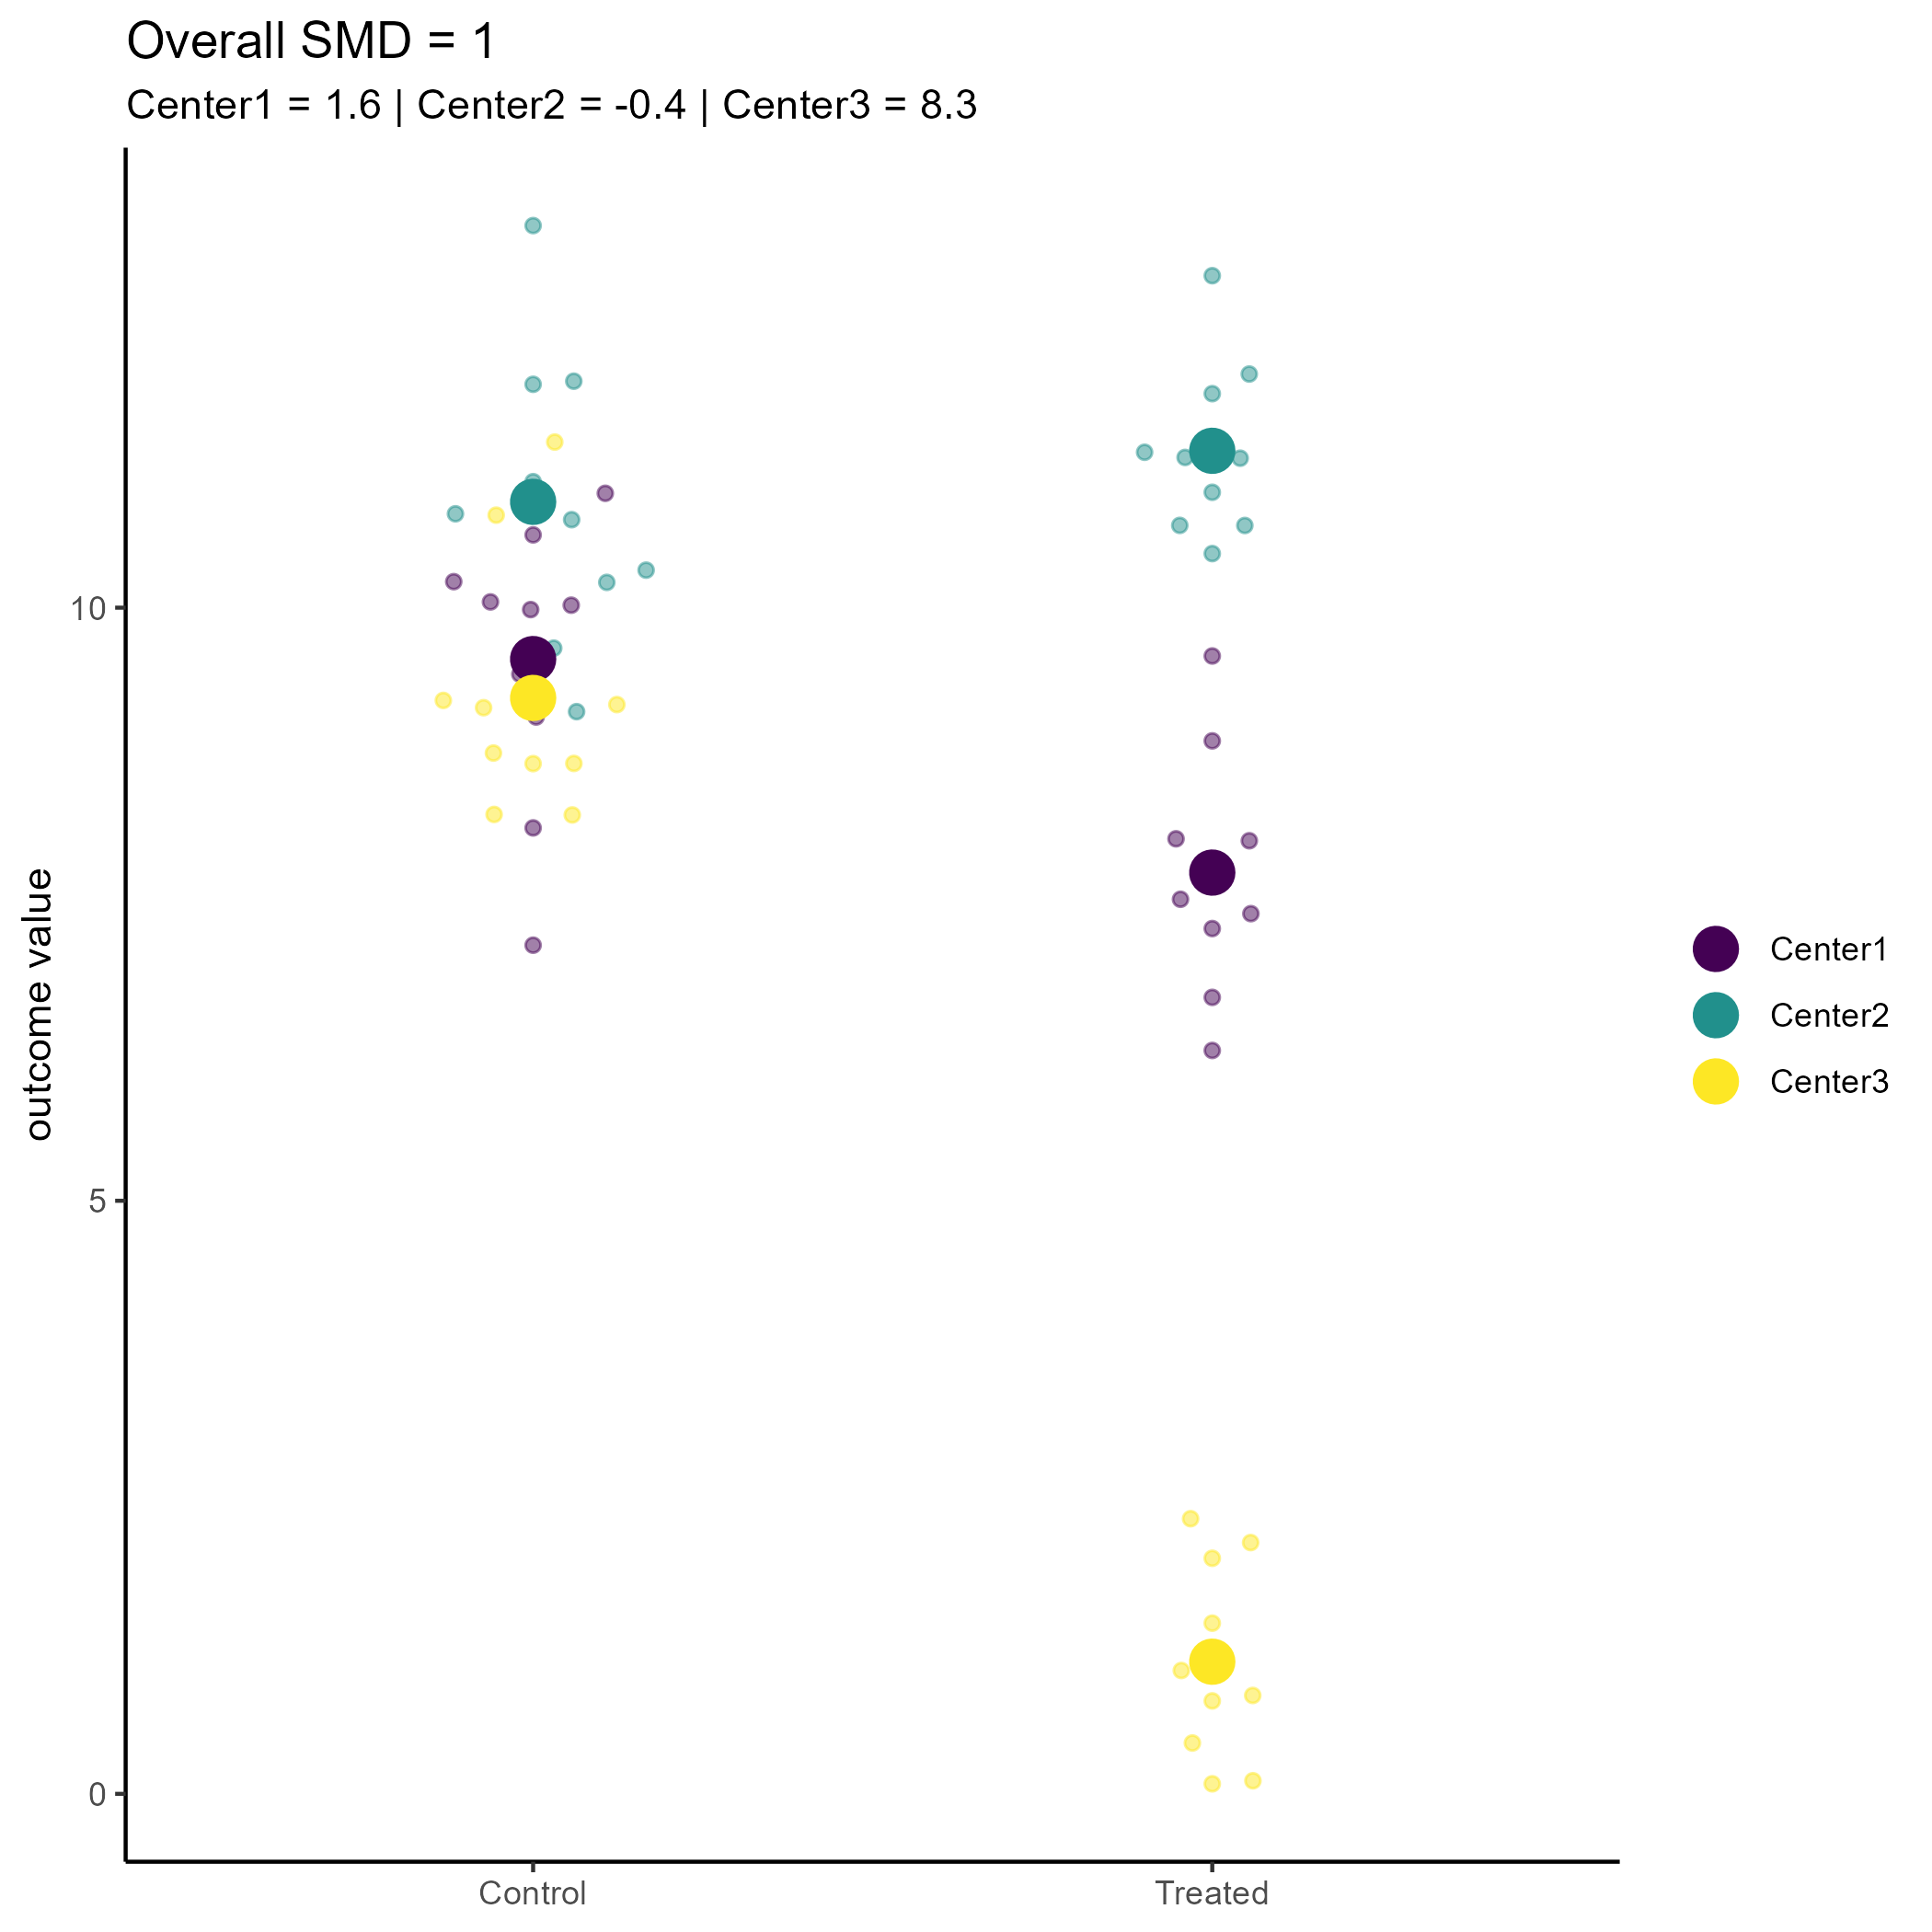 Overall SMD = 1
Center1 = 1.6 | Center2 = -0.4 | Center3 = 8.3
outcome value
10
5
0
Control
Treated
Center1
Center2
Center3